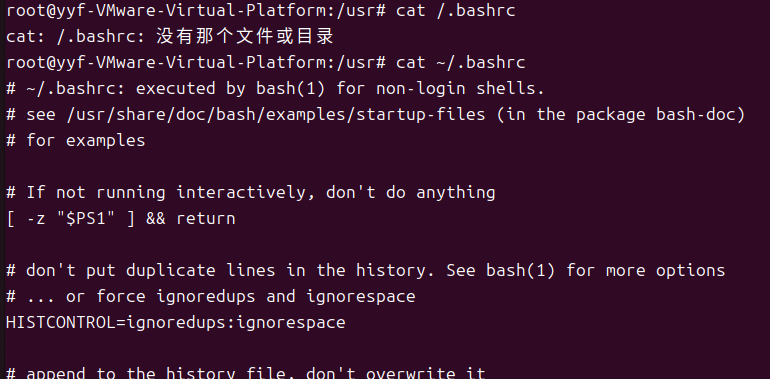 root@yyf-VMware-Virtual-Platform:/usr# cat /.bashrc
cat: /.bashrc: 没有那个文件或目录
root@yyf-VMware-Virtual-Platform:/usr# cat ~/.bashrc
# ~/.bashrc: executed by bash(1) for non-login shells.
# see /usr/share/doc/bash/examples/startup-files (in the package bash-doc)
# for examples

# If not running interactively, don't do anything
[ -z "$PS1" ] && return

# don't put duplicate lines in the history. See bash(1) for more options
# ... or force ignoredups and ignorespace
HISTCONTROL=ignoredups:ignorespace

# append to the history file, don't overwrite it